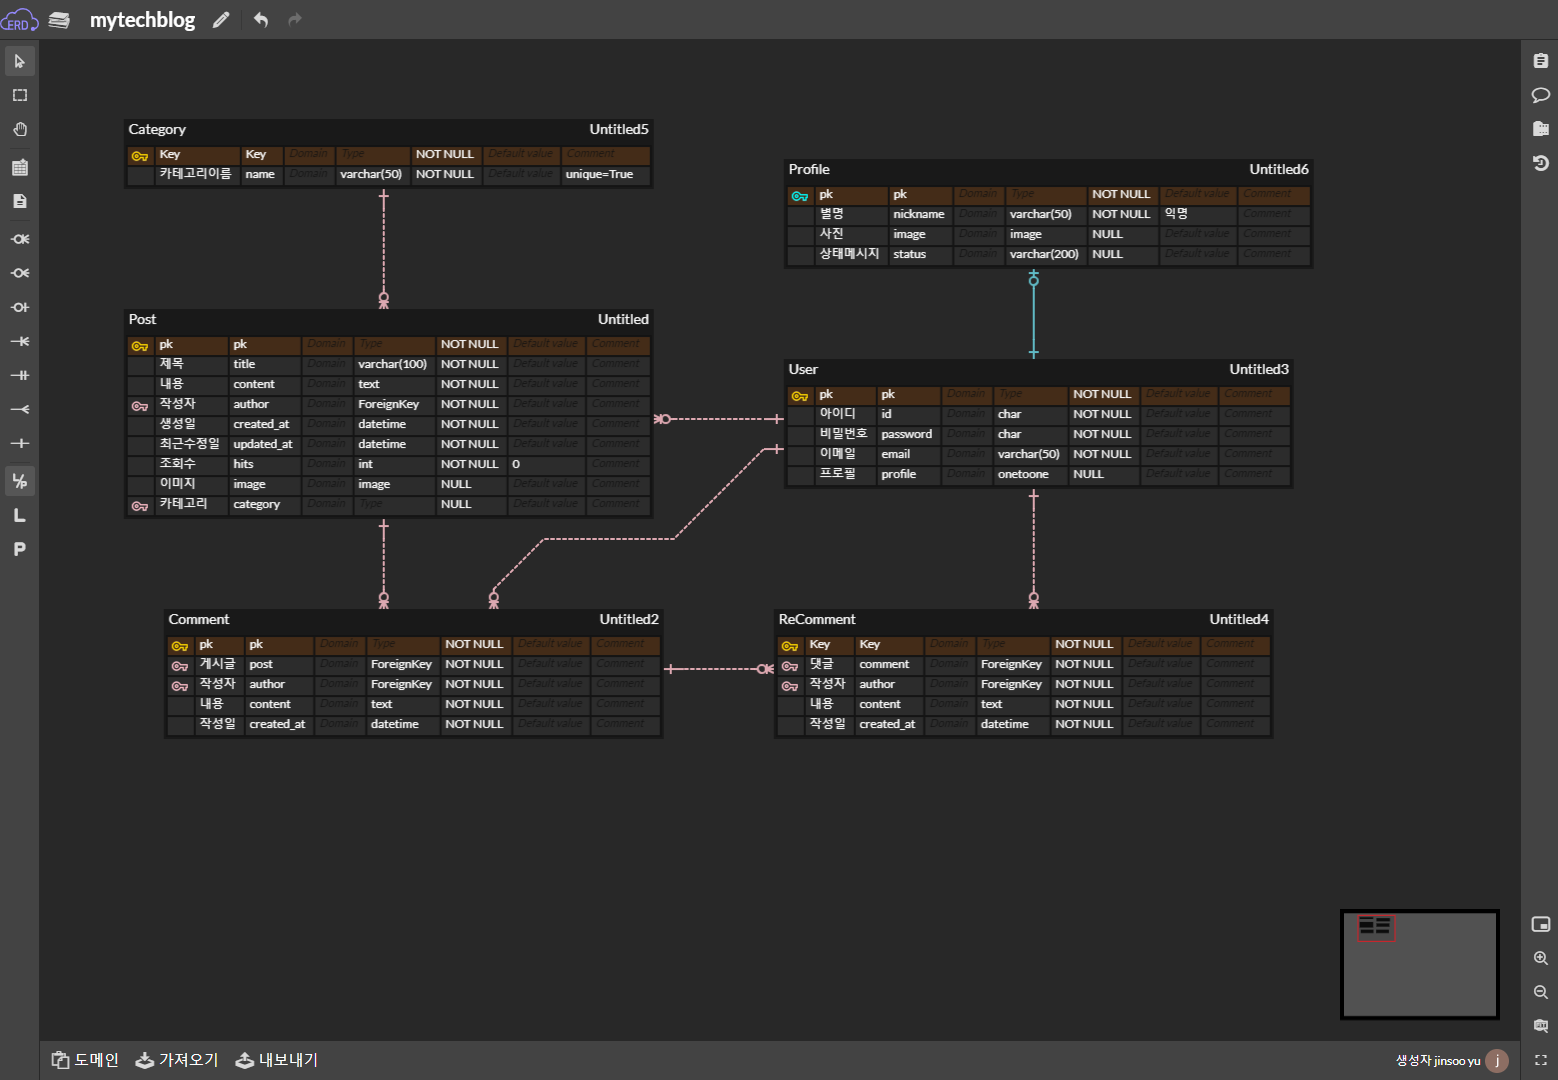 ERD
mytechblog
Category Untitled5
Key Key Domain Type NOT NULL Default value Comment
카테고리이름 name Domain varchar(50) NOT NULL Default value unique=True
Profile Untitled6
pk pk Domain Type NOT NULL Default value Comment
별명 nickname Domain varchar(50) NOT NULL 익명 Comment
사진 image Domain image NULL Default value Comment
상태메시지 status Domain varchar(200) NULL Default value Comment
Post Untitled
pk pk Domain Type NOT NULL Default value Comment
제목 title Domain varchar(100) NOT NULL Default value Comment
내용 content Domain text NOT NULL Default value Comment
작성자 author Domain ForeignKey NOT NULL Default value Comment
생성일 created_at Domain datetime NOT NULL Default value Comment
최근수정일 updated_at Domain datetime NOT NULL Default value Comment
조회수 hits Domain int NOT NULL 0 Comment
이미지 image Domain image NULL Default value Comment
카테고리 category Domain Type NULL Default value Comment
User Untitled3
pk pk Domain Type NOT NULL Default value Comment
아이디 id Domain char NOT NULL Default value Comment
비밀번호 password Domain char NOT NULL Default value Comment
이메일 email Domain varchar(50) NOT NULL Default value Comment
프로필 profile Domain onetoone NULL Default value Comment
Comment Untitled2
pk pk Domain Type NOT NULL Default value Comment
게시글 post Domain ForeignKey NOT NULL Default value Comment
작성자 author Domain ForeignKey NOT NULL Default value Comment
내용 content Domain text NOT NULL Default value Comment
작성일 created_at Domain datetime NOT NULL Default value Comment
ReComment Untitled4
Key Key Domain Type NOT NULL Default value Comment
댓글 comment Domain ForeignKey NOT NULL Default value Comment
작성자 author Domain ForeignKey NOT NULL Default value Comment
내용 content Domain text NOT NULL Default value Comment
작성일 created_at Domain datetime NOT NULL Default value Comment
L/P
L
P
도메인 가져오기 내보내기
생성자 jinsoo yu j